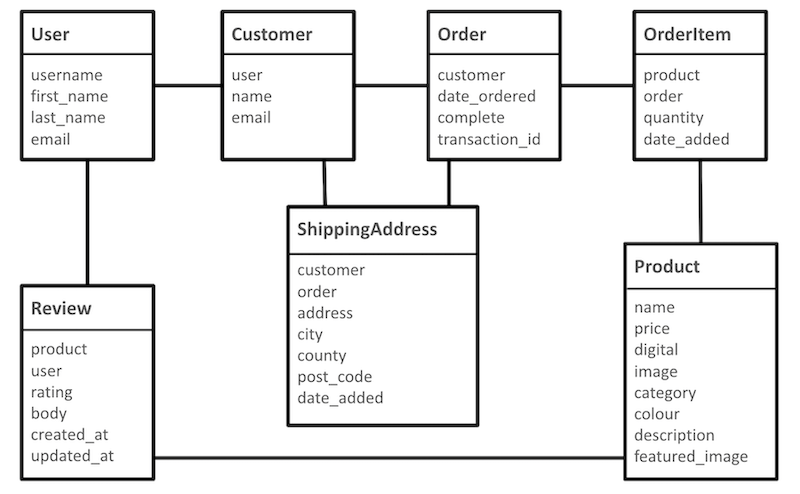 User
username
first_name
last_name
email
Customer
user
name
email
Order
customer
date_ordered
complete
transaction_id
OrderItem
product
order
quantity
date_added
ShippingAddress
customer
order
address
city
county
post_code
date_added
Product
name
price
digital
image
category
colour
description
featured_image
Review
product
user
rating
body
created_at
updated_at